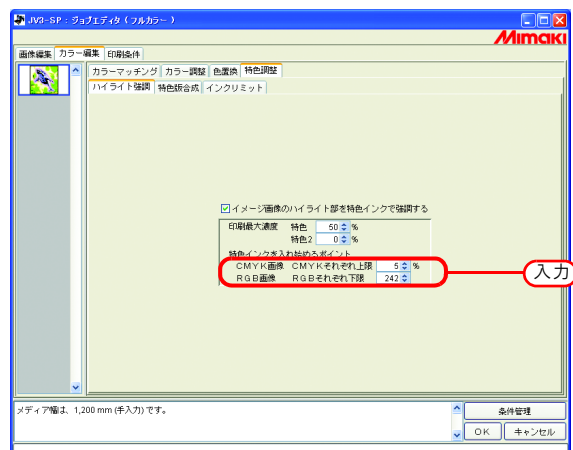 JV3-SP : ジョブエディタ ( フルカラー )
Mimaki
画像編集 カラー編集 印刷条件
カラーマッチング カラー調整 色置換 特色調整
ハイライト強調 特色版合成 インクリミット
イメージ画像のハイライト部を特色インクで強調する
印刷最大濃度 特色 50 %
特色2 0 %
特色インクを入れ始めるポイント
CMYK画像 CMYKそれぞれ上限 5 %
RGB画像 RGBそれぞれ下限 242
入力
メディア幅は、1,200 mm (手入力) です。
条件管理
OK キャンセル